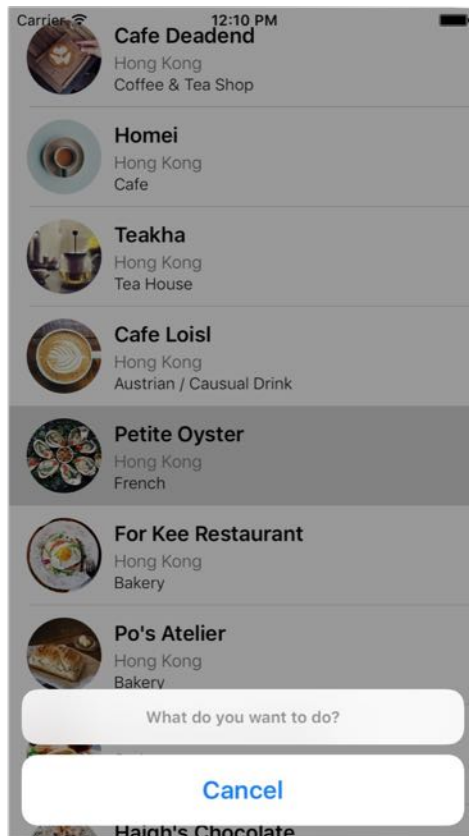 Carrier 12:10 PM
Cafe Deadend
Hong Kong
Coffee & Tea Shop
Homei
Hong Kong
Cafe
Teakha
Hong Kong
Tea House
Cafe Loisl
Hong Kong
Austrian / Causual Drink
Petite Oyster
Hong Kong
French
For Kee Restaurant
Hong Kong
Bakery
Po's Atelier
Hong Kong
Bakery
What do you want to do?
Cancel
Haigh's Chocolate